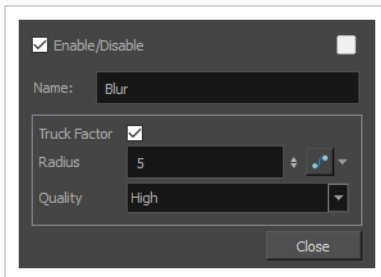 Enable/Disable
Name: Blur
Truck Factor
Radius 5
Quality High
Close